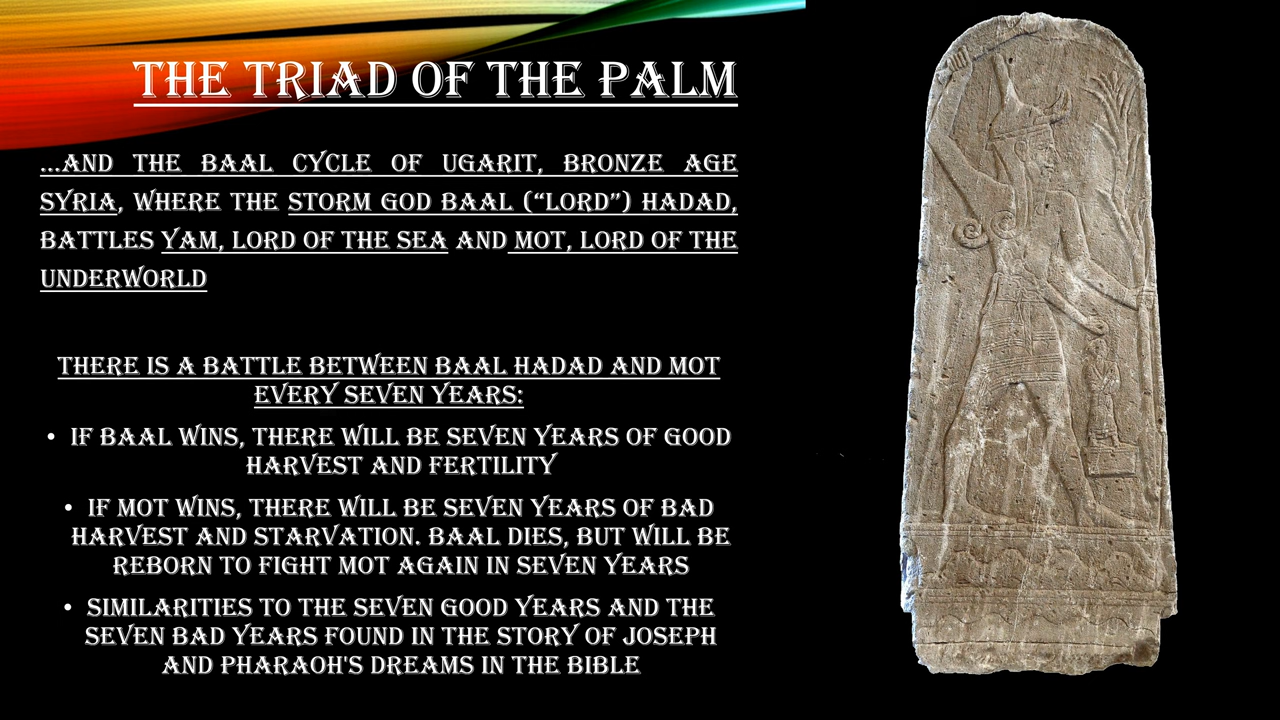 THE TRIAD OF THE PALM
...AND THE BAAL CYCLE OF UGARIT, BRONZE AGE
SYRIA, WHERE THE STORM GOD BAAL (“LORD”) HADAD,
BATTLES YAM, LORD OF THE SEA AND MOT, LORD OF THE
UNDERWORLD
THERE IS A BATTLE BETWEEN BAAL HADAD AND MOT
EVERY SEVEN YEARS:
• IF BAAL WINS, THERE WILL BE SEVEN YEARS OF GOOD
HARVEST AND FERTILITY
• IF MOT WINS, THERE WILL BE SEVEN YEARS OF BAD
HARVEST AND STARVATION. BAAL DIES, BUT WILL BE
REBORN TO FIGHT MOT AGAIN IN SEVEN YEARS
• SIMILARITIES TO THE SEVEN GOOD YEARS AND THE
SEVEN BAD YEARS FOUND IN THE STORY OF JOSEPH
AND PHARAOH'S DREAMS IN THE BIBLE